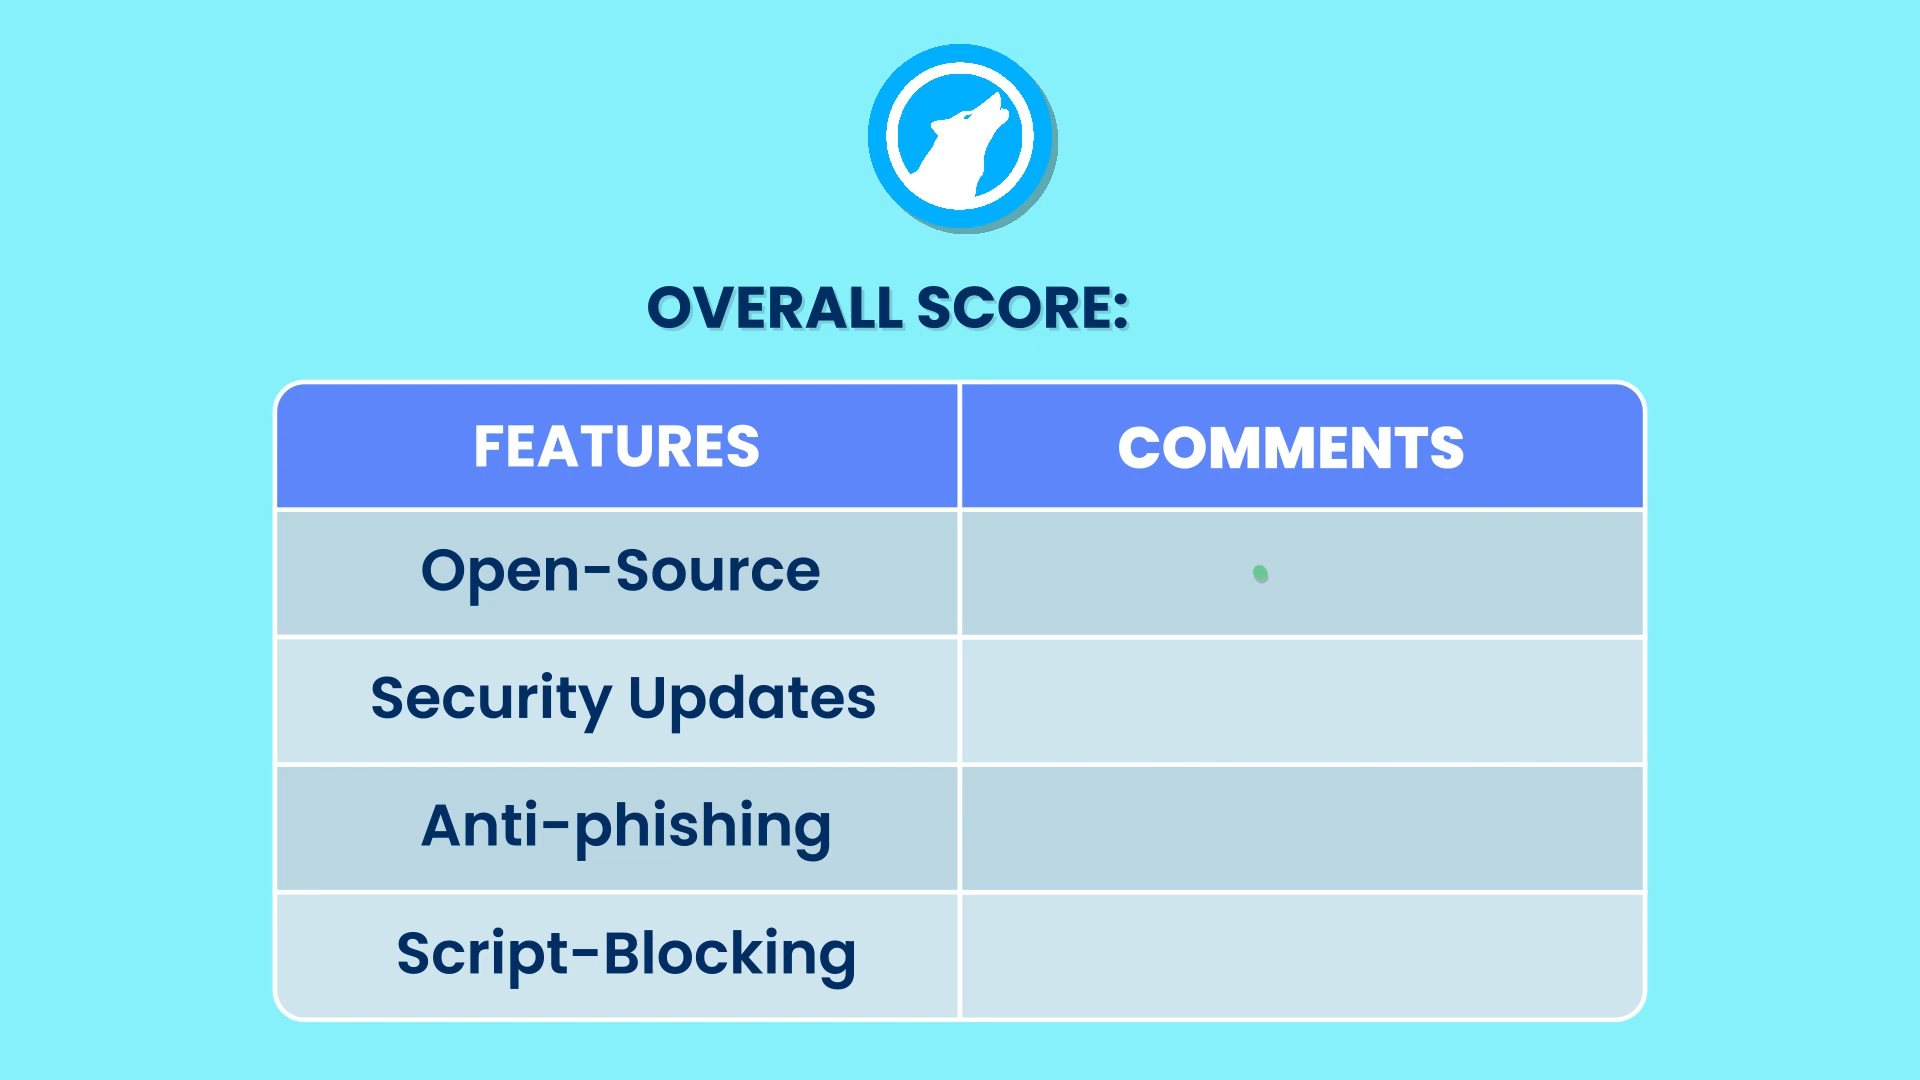 OVERALL SCORE:
FEATURES
COMMENTS
Open-Source
Security Updates
Anti-phishing
Script-Blocking